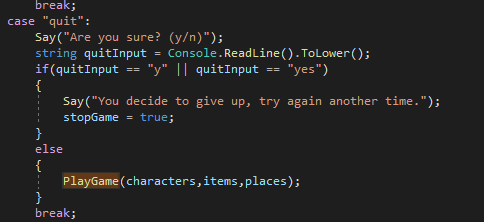 break;
case "quit":
Say("Are you sure? (y/n)");
string quitInput = Console.ReadLine().ToLower();
if(quitInput == "y" || quitInput == "yes")
{
Say("You decide to give up, try again another time.");
stopGame = true;
}
else
{
PlayGame(characters,items,places);
}
break;